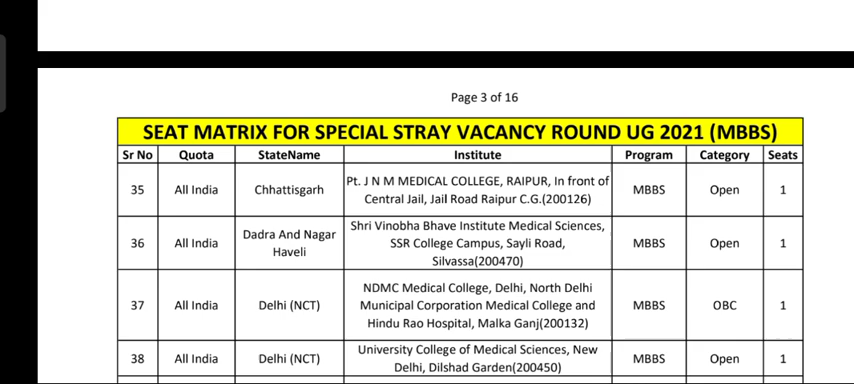 Page 3 of 16
SEAT MATRIX FOR SPECIAL STRAY VACANCY ROUND UG 2021 (MBBS)
Sr No Quota StateName Institute Program Category Seats
35 All India Chhattisgarh Pt. J N M MEDICAL COLLEGE, RAIPUR, In front of Central Jail, Jail Road Raipur C.G.(200126) MBBS Open 1
36 All India Dadra And Nagar Haveli Shri Vinobha Bhave Institute Medical Sciences, SSR College Campus, Sayli Road, Silvassa(200470) MBBS Open 1
37 All India Delhi (NCT) NDMC Medical College, Delhi, North Delhi Municipal Corporation Medical College and Hindu Rao Hospital, Malka Ganj(200132) MBBS OBC 1
38 All India Delhi (NCT) University College of Medical Sciences, New Delhi, Dilshad Garden(200450) MBBS Open 1